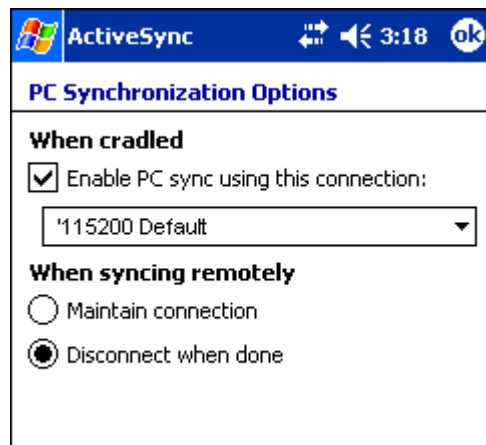 ActiveSync 3:18 ok
PC Synchronization Options
When cradled
Enable PC sync using this connection:
'115200 Default
When syncing remotely
Maintain connection
Disconnect when done